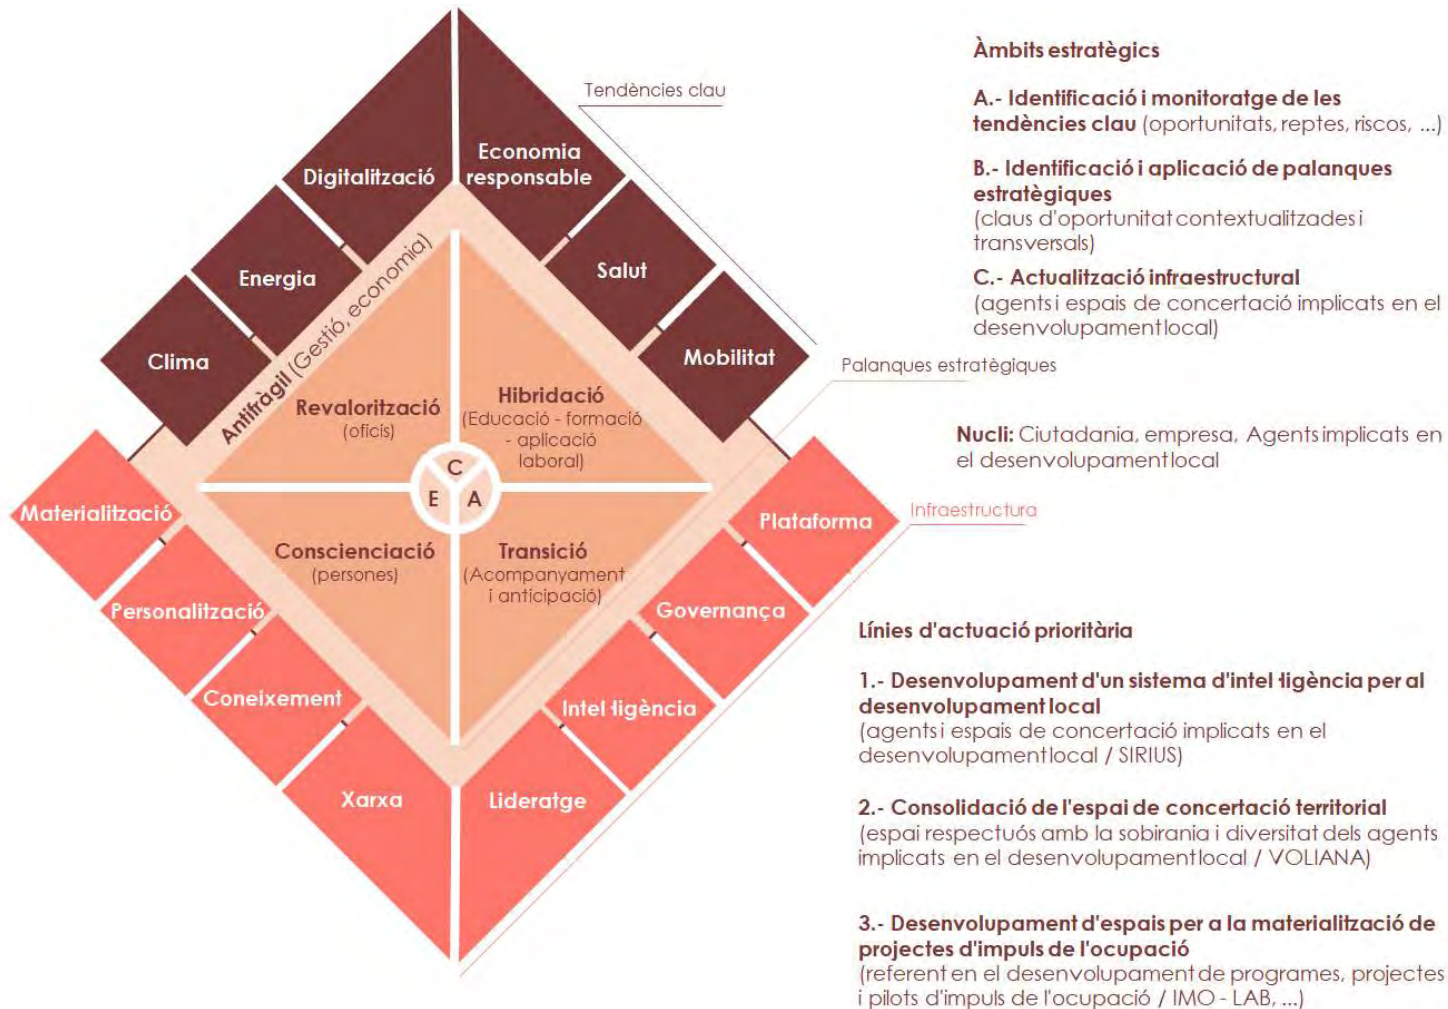 Tendències clau
Economia
responsable
Digitalització
Salut
Energia
Mobilitat
Clima
Antifràgil (Gestió, economia)
Revalorització
(oficis)
Hibridació
(Educació - formació
- aplicació
laboral)
C
E
A
Conscienciació
(persones)
Transició
(Acompanyament
i anticipació)
Materialització
Personalització
Coneixement
Xarxa
Lideratge
Intel·ligència
Governança
Plataforma
Palanques estratègiques
Infraestructura
Àmbits estratègics
A.- Identificació i monitoratge de les
tendències clau (oportunitats, reptes, riscos, ...)
B.- Identificació i aplicació de palanques
estratègiques
(claus d'oportunitat contextualitzades i
transversals)
C.- Actualització infraestructural
(agents i espais de concertació implicats en el
desenvolupament local)
Nucli: Ciutadania, empresa, Agents implicats en
el desenvolupament local
Línies d'actuació prioritària
1.- Desenvolupament d'un sistema d'intel·ligència per al
desenvolupament local
(agents i espais de concertació implicats en el
desenvolupament local / SIRIUS)
2.- Consolidació de l'espai de concertació territorial
(espai respectuós amb la sobirania i diversitat dels agents
implicats en el desenvolupament local / VOLIANA)
3.- Desenvolupament d'espais per a la materialització de
projectes d'impuls de l'ocupació
(referent en el desenvolupament de programes, projectes
i pilots d'impuls de l'ocupació / IMO - LAB, ...)